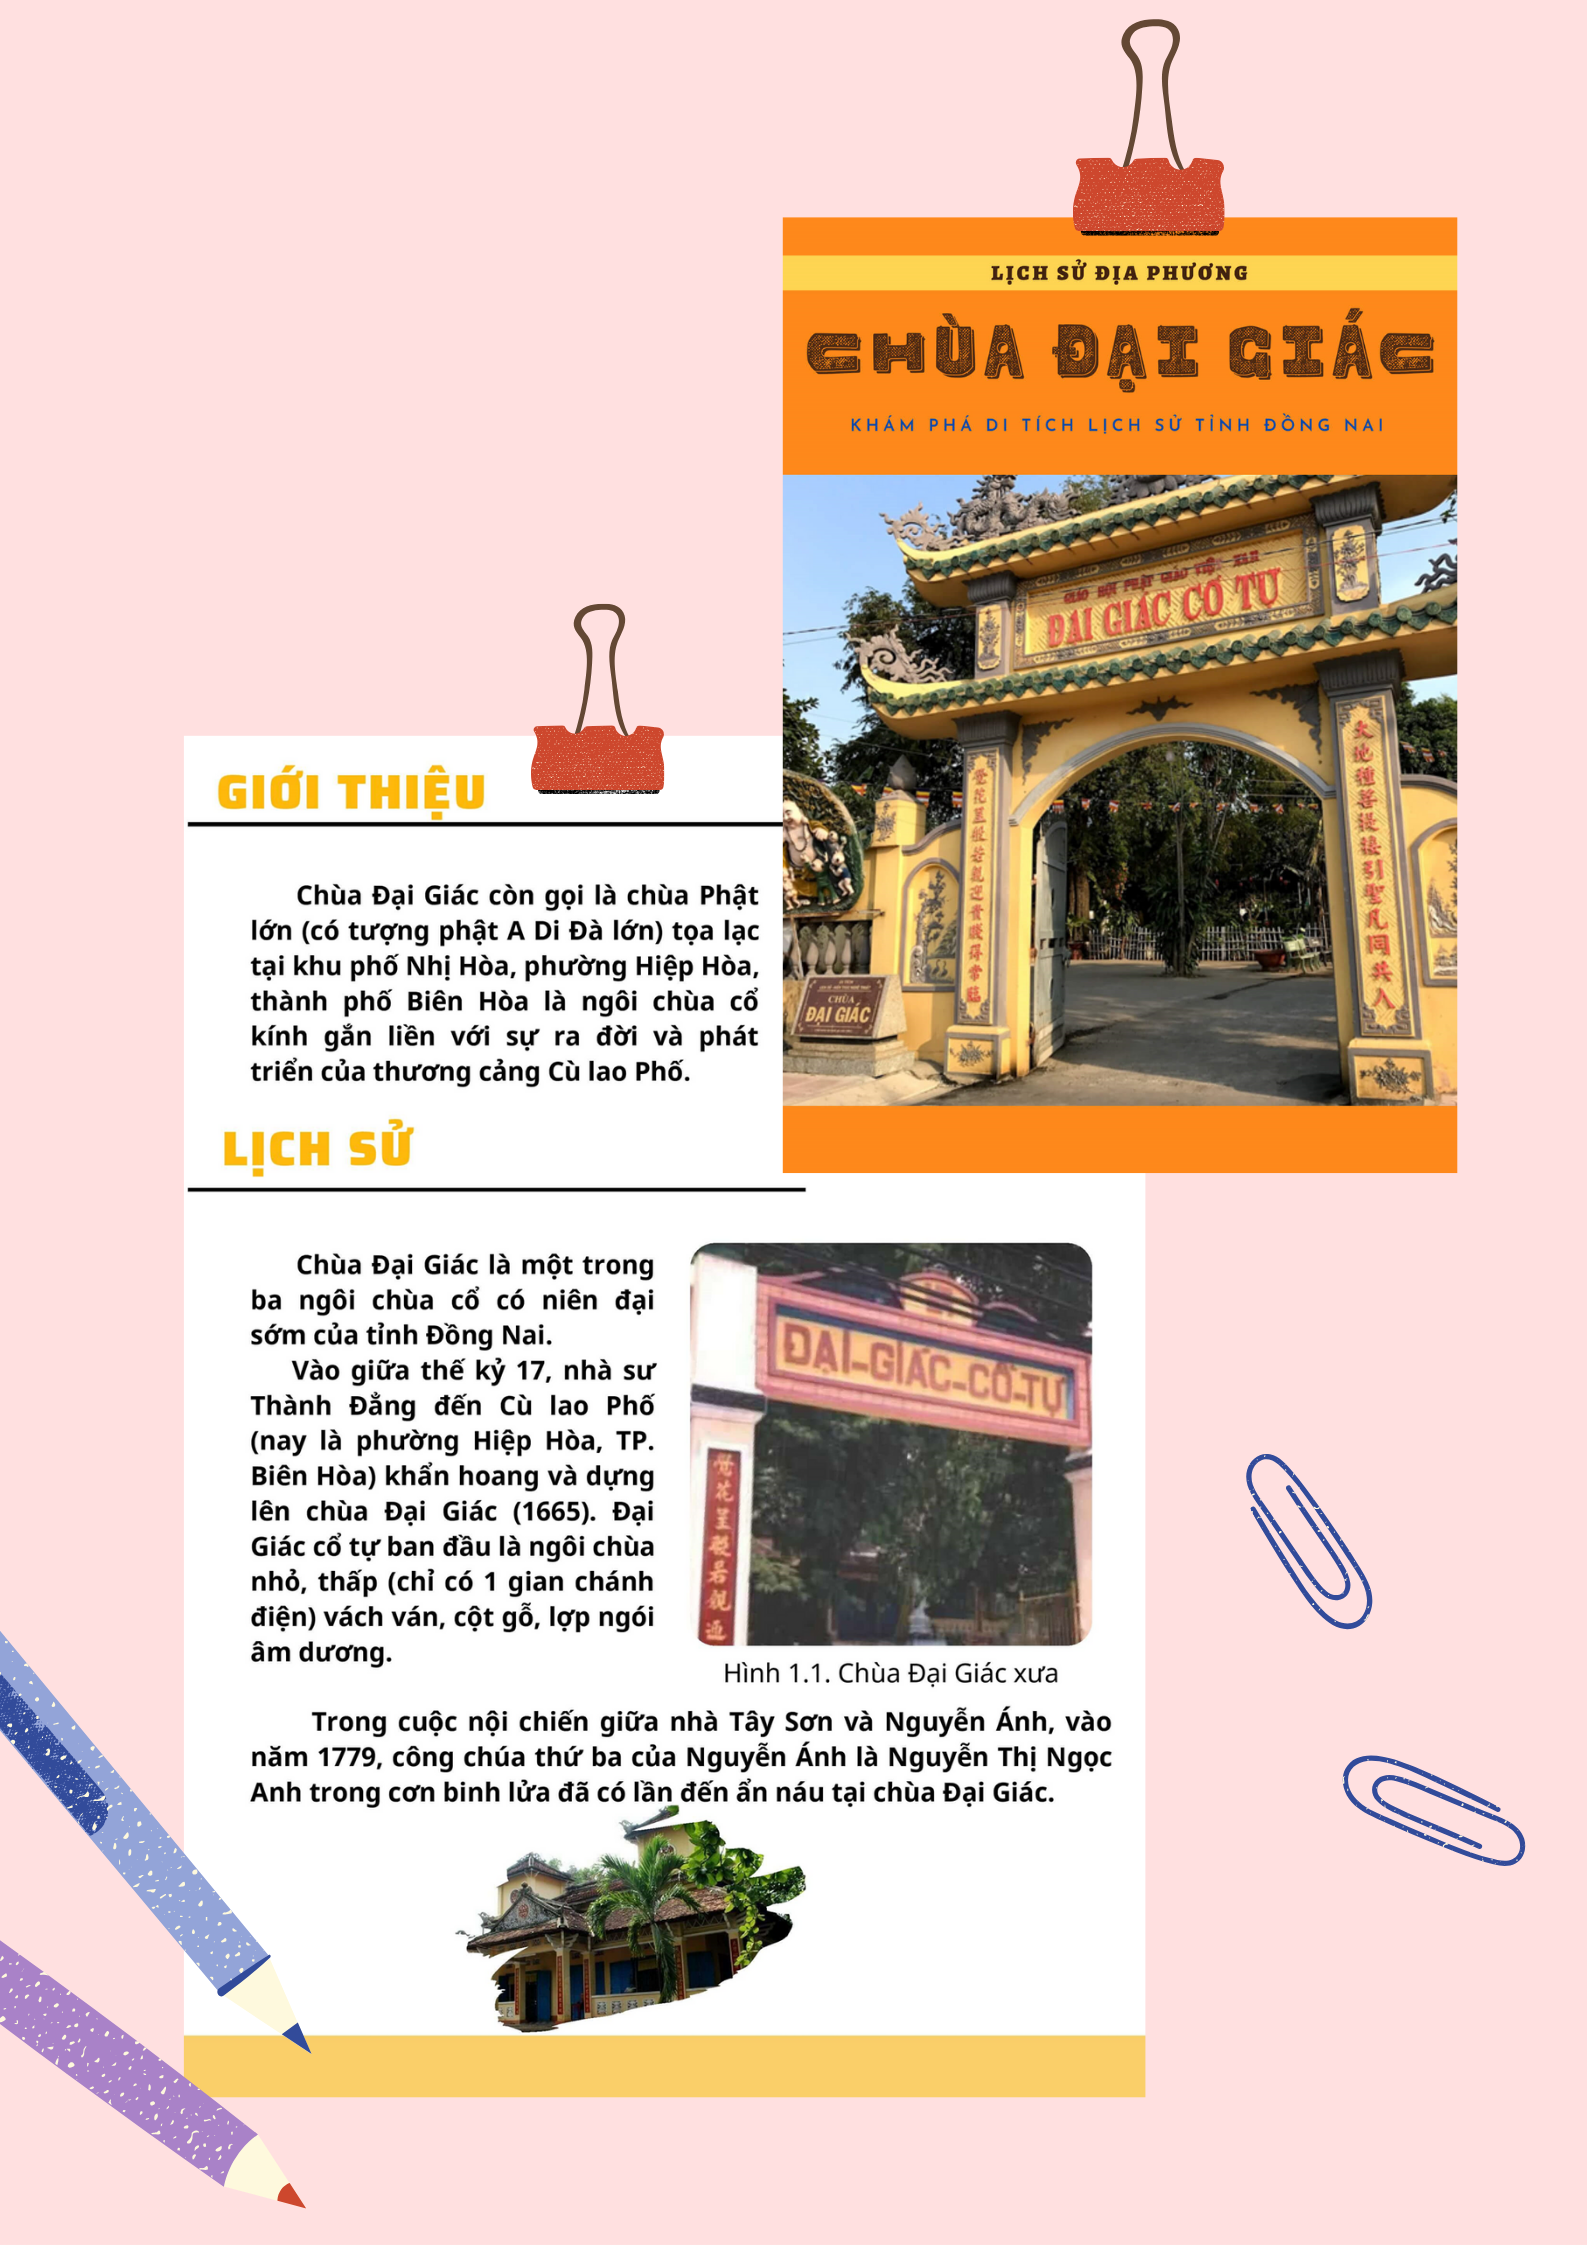 LỊCH SỬ ĐỊA PHƯƠNG
CHÙA ĐẠI GIÁC
KHÁM PHÁ DI TÍCH LỊCH SỬ TỈNH ĐỒNG NAI
GIÁO HỘI PHẬT GIÁO VIỆT NAM
ĐẠI GIÁC CỔ TỰ
CHÙA
ĐẠI GIÁC
GIỚI THIỆU
Chùa Đại Giác còn gọi là chùa Phật
lớn (có tượng phật A Di Đà lớn) tọa lạc
tại khu phố Nhị Hòa, phường Hiệp Hòa,
thành phố Biên Hòa là ngôi chùa cổ
kính gắn liền với sự ra đời và phát
triển của thương cảng Cù lao Phố.
LỊCH SỬ
Chùa Đại Giác là một trong
ba ngôi chùa cổ có niên đại
sớm của tỉnh Đồng Nai.
Vào giữa thế kỷ 17, nhà sư
Thành Đẳng đến Cù lao Phố
(nay là phường Hiệp Hòa, TP.
Biên Hòa) khẩn hoang và dựng
lên chùa Đại Giác (1665). Đại
Giác cổ tự ban đầu là ngôi chùa
nhỏ, thấp (chỉ có 1 gian chánh
điện) vách ván, cột gỗ, lợp ngói
âm dương.
ĐẠI-GIÁC-CỔ-TỰ
Hình 1.1. Chùa Đại Giác xưa
Trong cuộc nội chiến giữa nhà Tây Sơn và Nguyễn Ánh, vào
năm 1779, công chúa thứ ba của Nguyễn Ánh là Nguyễn Thị Ngọc
Anh trong cơn binh lửa đã có lần đến ẩn náu tại chùa Đại Giác.